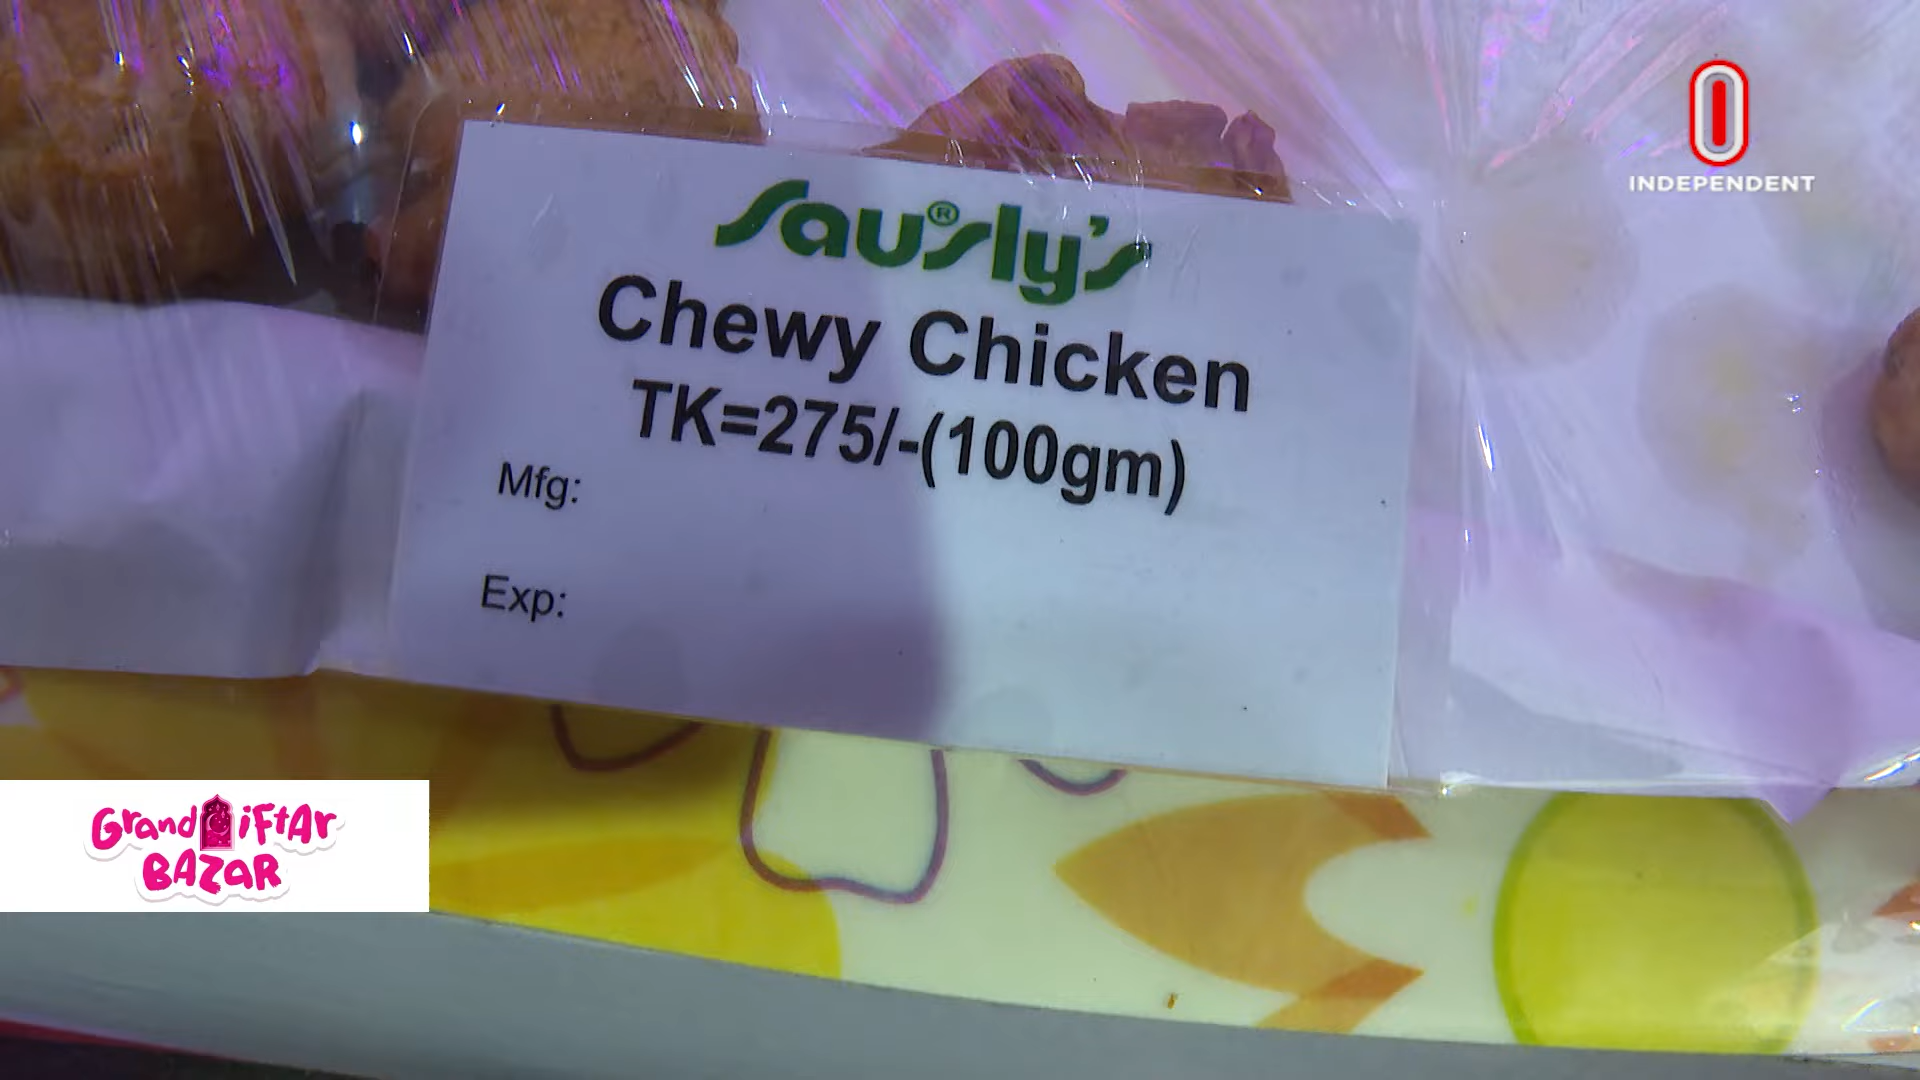 INDEPENDENT
Sausly's®
Chewy Chicken
TK=275/-(100gm)
Mfg:
Exp:
Grand iftar
BAZAR